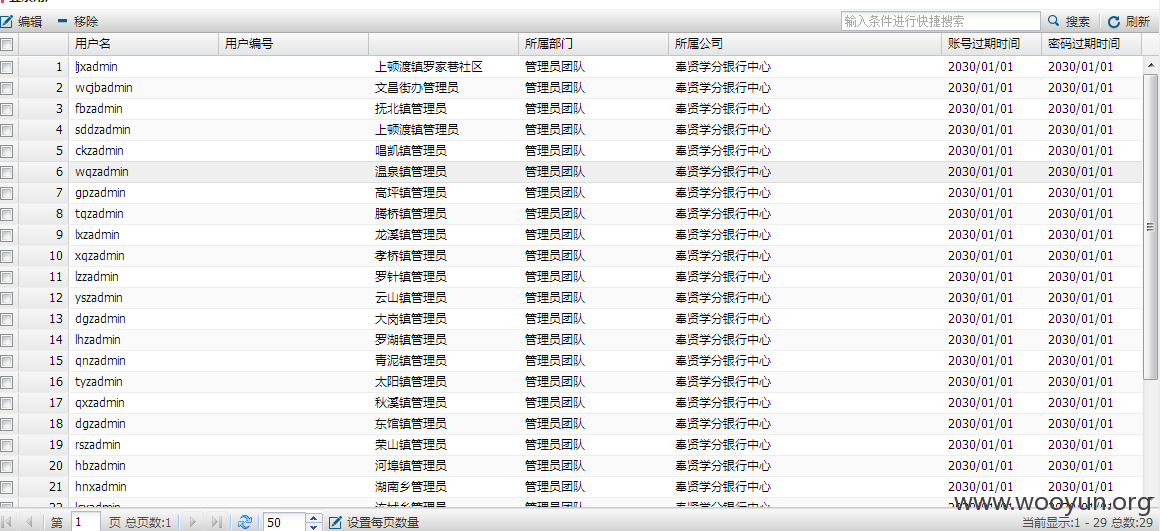 编辑 移除 输入条件进行快捷搜索 搜索 刷新
用户名 用户编号 所属部门 所属公司 账号过期时间 密码过期时间
1 ljxadmin 上顿渡镇罗家巷社区 管理员团队 奉贤学分银行中心 2030/01/01 2030/01/01
2 wcjbadmin 文昌街办管理员 管理员团队 奉贤学分银行中心 2030/01/01 2030/01/01
3 fbzadmin 抚北镇管理员 管理员团队 奉贤学分银行中心 2030/01/01 2030/01/01
4 sddzadmin 上顿渡镇管理员 管理员团队 奉贤学分银行中心 2030/01/01 2030/01/01
5 ckzadmin 唱凯镇管理员 管理员团队 奉贤学分银行中心 2030/01/01 2030/01/01
6 wqzadmin 温泉镇管理员 管理员团队 奉贤学分银行中心 2030/01/01 2030/01/01
7 gpzadmin 高坪镇管理员 管理员团队 奉贤学分银行中心 2030/01/01 2030/01/01
8 tqzadmin 腾桥镇管理员 管理员团队 奉贤学分银行中心 2030/01/01 2030/01/01
9 lxzadmin 龙溪镇管理员 管理员团队 奉贤学分银行中心 2030/01/01 2030/01/01
10 xqzadmin 孝桥镇管理员 管理员团队 奉贤学分银行中心 2030/01/01 2030/01/01
11 lzzadmin 罗针镇管理员 管理员团队 奉贤学分银行中心 2030/01/01 2030/01/01
12 yszadmin 云山镇管理员 管理员团队 奉贤学分银行中心 2030/01/01 2030/01/01
13 dgzadmin 大岗镇管理员 管理员团队 奉贤学分银行中心 2030/01/01 2030/01/01
14 lhzadmin 罗湖镇管理员 管理员团队 奉贤学分银行中心 2030/01/01 2030/01/01
15 qnzadmin 青泥镇管理员 管理员团队 奉贤学分银行中心 2030/01/01 2030/01/01
16 tyzadmin 太阳镇管理员 管理员团队 奉贤学分银行中心 2030/01/01 2030/01/01
17 qxzadmin 秋溪镇管理员 管理员团队 奉贤学分银行中心 2030/01/01 2030/01/01
18 dgzadmin 东馆镇管理员 管理员团队 奉贤学分银行中心 2030/01/01 2030/01/01
19 rszadmin 荣山镇管理员 管理员团队 奉贤学分银行中心 2030/01/01 2030/01/01
20 hbzadmin 河埠镇管理员 管理员团队 奉贤学分银行中心 2030/01/01 2030/01/01
21 hnxadmin 湖南乡管理员 管理员团队 奉贤学分银行中心 2030/01/01 2030/01/01
www.wooyun.org
第 1 页 总页数:1 50 设置每页数量 当前显示:1 - 29 总数:29